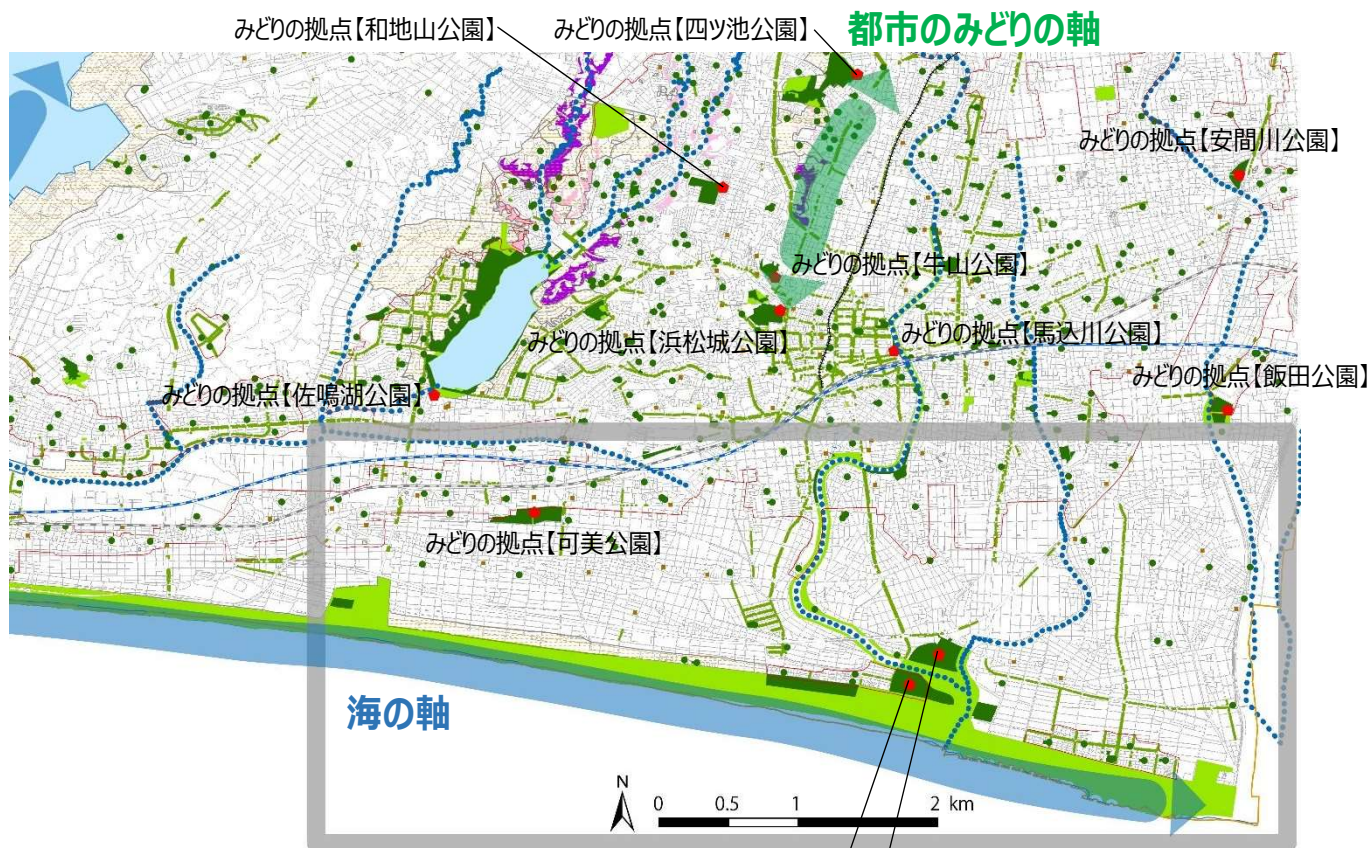 みどりの拠点【和地山公園】
みどりの拠点【四ツ池公園】
都市のみどりの軸
みどりの拠点【安間川公園】
みどりの拠点【牛山公園】
みどりの拠点【浜松城公園】
みどりの拠点【馬込川公園】
みどりの拠点【飯田公園】
みどりの拠点【佐鳴湖公園】
みどりの拠点【可美公園】
海の軸
N
0 0.5 1 2 km